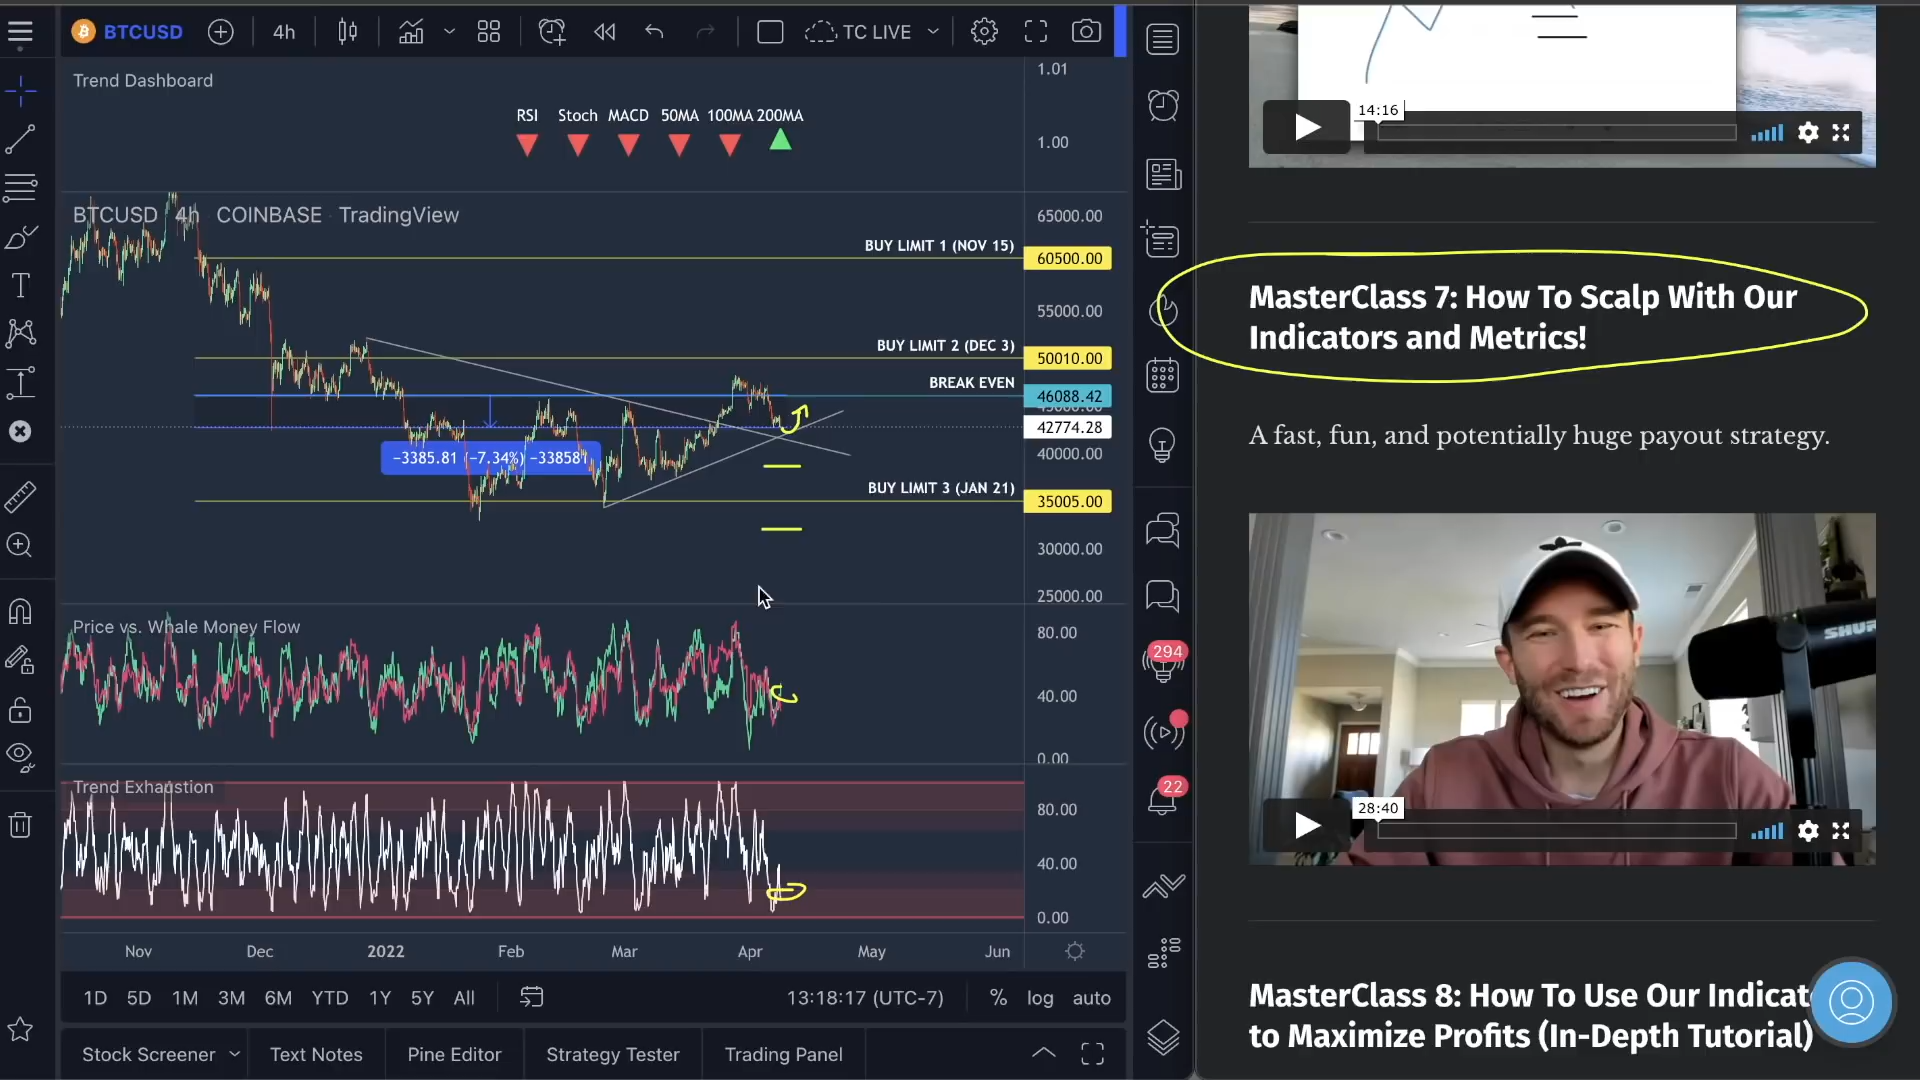 BTCUSD
4h
TC LIVE
Trend Dashboard
1.01
RSI Stoch MACD 50MA 100MA 200MA
1.00
BTCUSD 4h COINBASE · TradingView
65000.00
BUY LIMIT 1 (NOV 15)
60500.00
55000.00
BUY LIMIT 2 (DEC 3)
50010.00
BREAK EVEN
46088.42
42774.28
40000.00
−3385.81 (−7.34%) −338581
BUY LIMIT 3 (JAN 21)
35005.00
30000.00
25000.00
Price vs. Whale Money Flow
80.00
40.00
0.00
Trend Exhaustion
80.00
40.00
0.00
Nov Dec 2022 Feb Mar Apr May Jun
1D 5D 1M 3M 6M YTD 1Y 5Y All
13:18:17 (UTC-7)
% log auto
Stock Screener
Text Notes
Pine Editor
Strategy Tester
Trading Panel
294
22
14:16
MasterClass 7: How To Scalp With Our
Indicators and Metrics!
A fast, fun, and potentially huge payout strategy.
SHUR
28:40
MasterClass 8: How To Use Our Indicat
to Maximize Profits (In-Depth Tutorial)